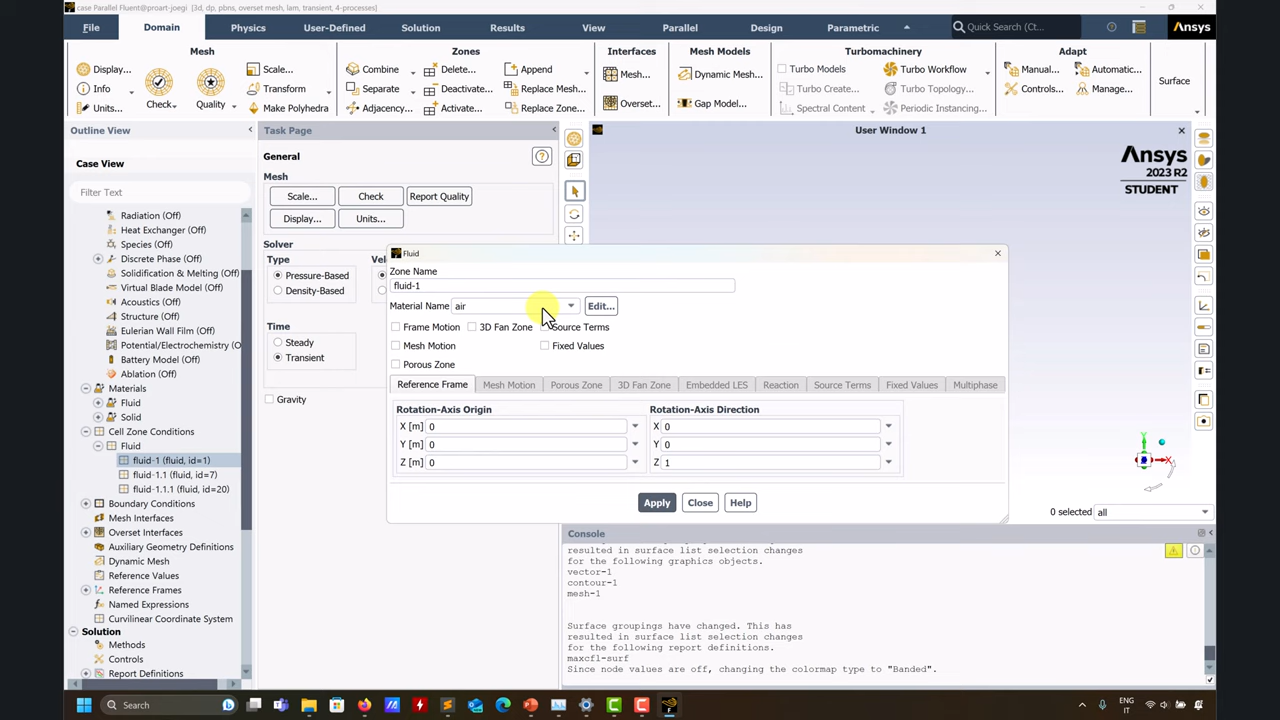 case Parallel Fluent@proart-joegi [3d, dp, pbns, overset mesh, lam, transient, 4-processes]
File Domain Physics User-Defined Solution Results View Parallel Design Parametric Quick Search (Ct... Ansys
Mesh Zones Interfaces Mesh Models Turbomachinery Adapt
Display... Scale... Combine Delete... Append Mesh... Dynamic Mesh... Turbo Models Turbo Workflow Manual... Automatic...
Info Check Quality Transform Separate Deactivate... Replace Mesh... Turbo Create... Turbo Topology... Controls... Manage... Surface
Units... Make Polyhedra Adjacency... Activate... Replace Zone... Overset... Gap Model... Spectral Content Periodic Instancing...
Outline View
Case View
Filter Text
Radiation (Off)
Heat Exchanger (Off)
Species (Off)
Discrete Phase (Off)
Solidification & Melting (Off)
Virtual Blade Model (Off)
Acoustics (Off)
Structure (Off)
Eulerian Wall Film (Off)
Potential/Electrochemistry (O
Battery Model (Off)
Ablation (Off)
Materials
Fluid
Solid
Cell Zone Conditions
Fluid
fluid-1 (fluid, id=1)
fluid-1.1 (fluid, id=7)
fluid-1.1.1 (fluid, id=20)
Boundary Conditions
Mesh Interfaces
Overset Interfaces
Auxiliary Geometry Definitions
Dynamic Mesh
Reference Values
Reference Frames
Named Expressions
Curvilinear Coordinate System
Solution
Methods
Controls
Report Definitions
Task Page
General
Mesh
Scale... Check Report Quality
Display... Units...
Solver
Type Vel
Pressure-Based
Density-Based
Time
Steady
Transient
Gravity
User Window 1
Ansys
2023 R2
STUDENT
Y
X
0 selected all
Fluid
Zone Name
fluid-1
Material Name air Edit...
Frame Motion 3D Fan Zone Source Terms
Mesh Motion Fixed Values
Porous Zone
Reference Frame Mesh Motion Porous Zone 3D Fan Zone Embedded LES Reaction Source Terms Fixed Values Multiphase
Rotation-Axis Origin Rotation-Axis Direction
X [m] 0 X 0
Y [m] 0 Y 0
Z [m] 0 Z 1
Apply Close Help
Console
resulted in surface list selection changes
for the following graphics objects.
vector-1
contour-1
mesh-1
Surface groupings have changed. This has
resulted in surface list selection changes
for the following report definitions.
maxcfl-surf
Since node values are off, changing the colormap type to "Banded".
Search
ENG
IT